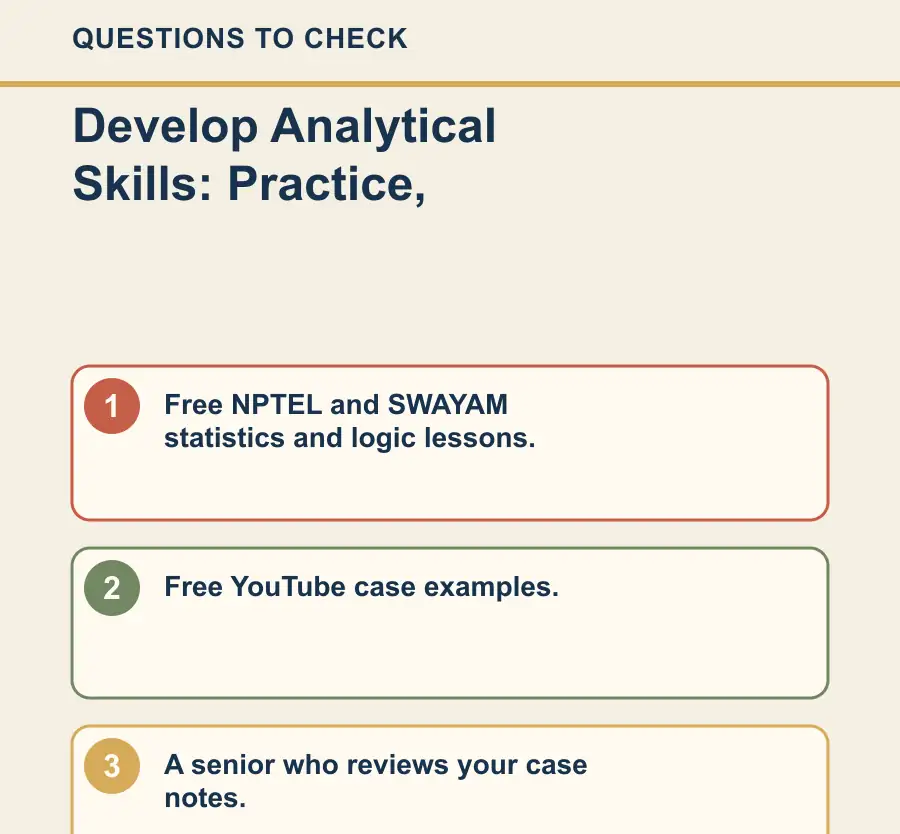 QUESTIONS TO CHECK
Develop Analytical
Skills: Practice,
1
Free NPTEL and SWAYAM
statistics and logic lessons.
2
Free YouTube case examples.
3
A senior who reviews your case
notes.